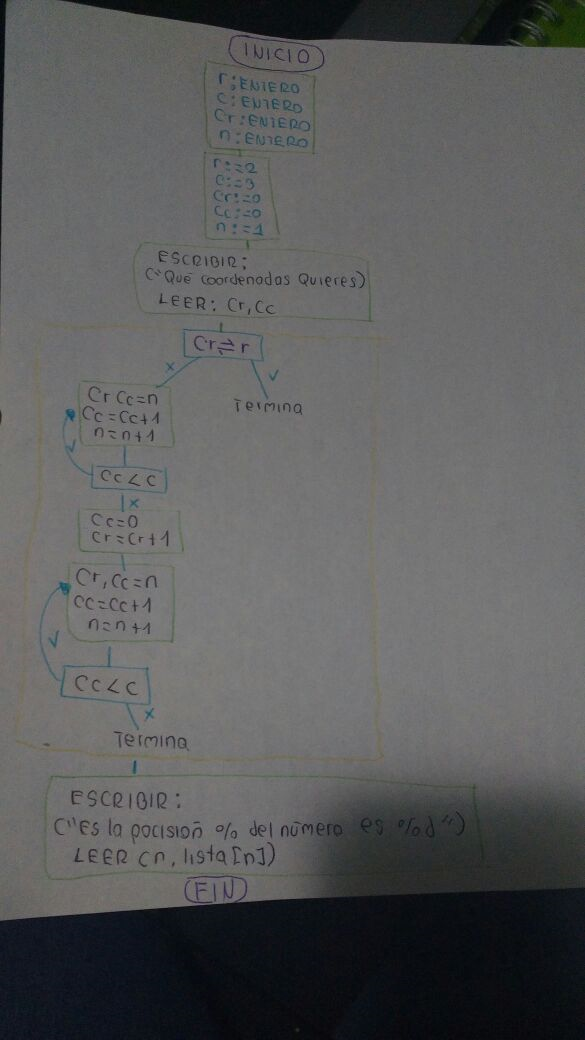 INICIO
r: ENTERO
C: ENTERO
Cr: ENTERO
n: ENTERO
r:=2
C:=3
Cr:=0
Cc:=0
n:=1
ESCRIBIR:
("Qué coordenadas Quieres)
LEER: Cr, Cc
Cr⇌r
x
✓
Termina
Cr Cc=n
Cc=Cc+1
n=n+1
✓
Cc<C
x
Cc=0
Cr=Cr+1
Cr, Cc=n
Cc=Cc+1
n=n+1
✓
Cc<C
x
Termina
ESCRIBIR:
("Es la pocisión % del número es %d")
LEER (n, lista[n])
FIN